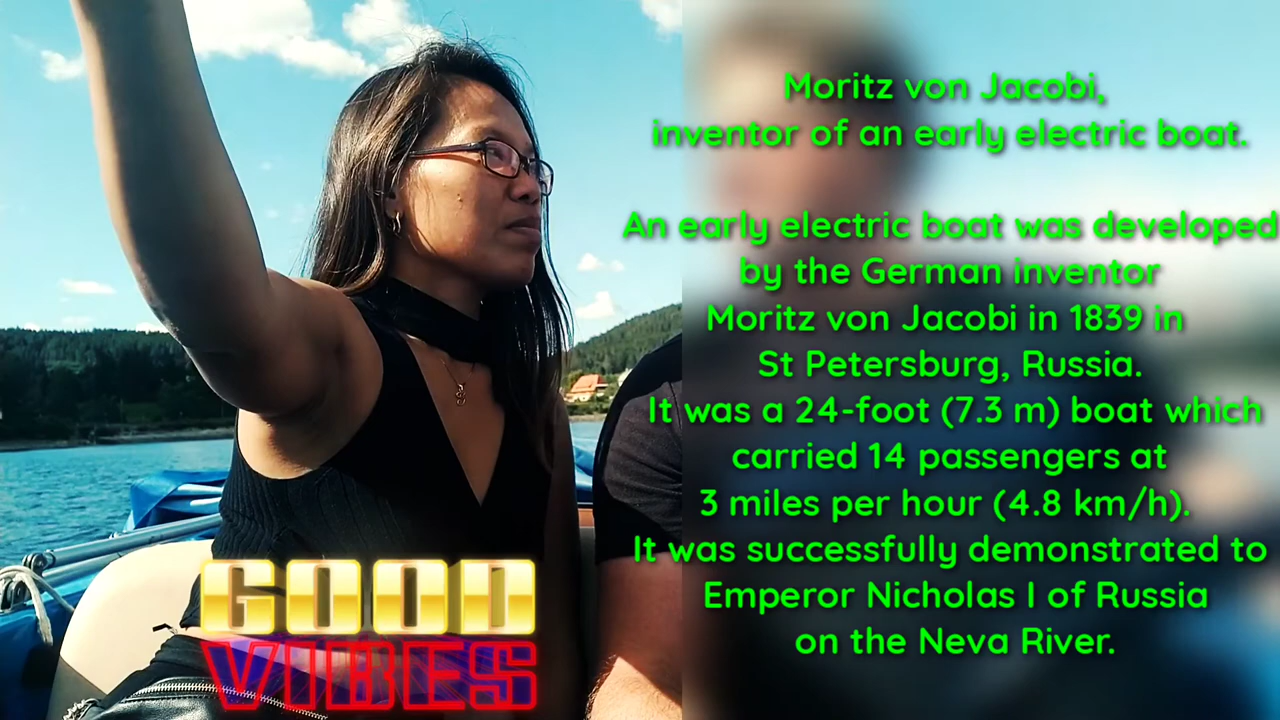 Moritz von Jacobi,
inventor of an early electric boat.
An early electric boat was developed
by the German inventor
Moritz von Jacobi in 1839 in
St Petersburg, Russia.
It was a 24-foot (7.3 m) boat which
carried 14 passengers at
3 miles per hour (4.8 km/h).
It was successfully demonstrated to
Emperor Nicholas I of Russia
on the Neva River.
GOOD
VIBES